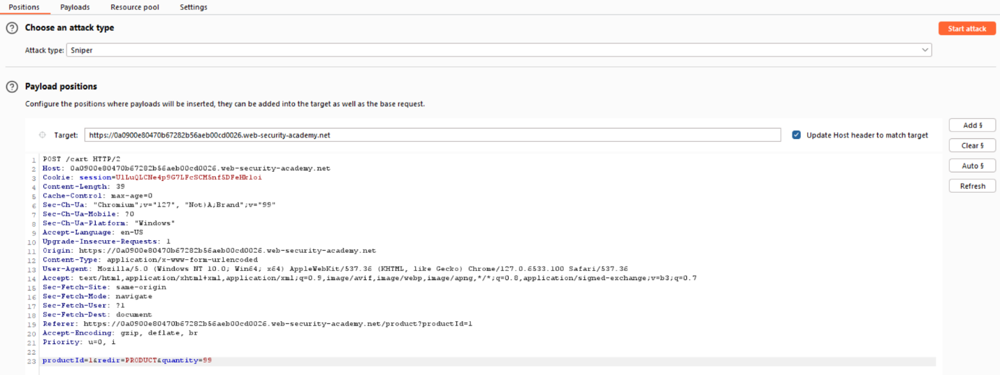 Positions Payloads Resource pool Settings
? Choose an attack type
Start attack
Attack type: Sniper
? Payload positions
Configure the positions where payloads will be inserted, they can be added into the target as well as the base request.
Target: https://0a0900e80470b67282b56aeb00cd0026.web-security-academy.net Update Host header to match target
Add §
Clear §
Auto §
Refresh
1 POST /cart HTTP/2
2 Host: 0a0900e80470b67282b56aeb00cd0026.web-security-academy.net
3 Cookie: session=UlLuQLCNe4p9G7LFcSCM5nf5DFeHkloi
4 Content-Length: 39
5 Cache-Control: max-age=0
6 Sec-Ch-Ua: "Chromium";v="127", "Not)A;Brand";v="99"
7 Sec-Ch-Ua-Mobile: ?0
8 Sec-Ch-Ua-Platform: "Windows"
9 Accept-Language: en-US
10 Upgrade-Insecure-Requests: 1
11 Origin: https://0a0900e80470b67282b56aeb00cd0026.web-security-academy.net
12 Content-Type: application/x-www-form-urlencoded
13 User-Agent: Mozilla/5.0 (Windows NT 10.0; Win64; x64) AppleWebKit/537.36 (KHTML, like Gecko) Chrome/127.0.6533.100 Safari/537.36
14 Accept: text/html,application/xhtml+xml,application/xml;q=0.9,image/avif,image/webp,image/apng,*/*;q=0.8,application/signed-exchange;v=b3;q=0.7
15 Sec-Fetch-Site: same-origin
16 Sec-Fetch-Mode: navigate
17 Sec-Fetch-User: ?1
18 Sec-Fetch-Dest: document
19 Referer: https://0a0900e80470b67282b56aeb00cd0026.web-security-academy.net/product?productId=1
20 Accept-Encoding: gzip, deflate, br
21 Priority: u=0, i
22
23 productId=1&redir=PRODUCT&quantity=99